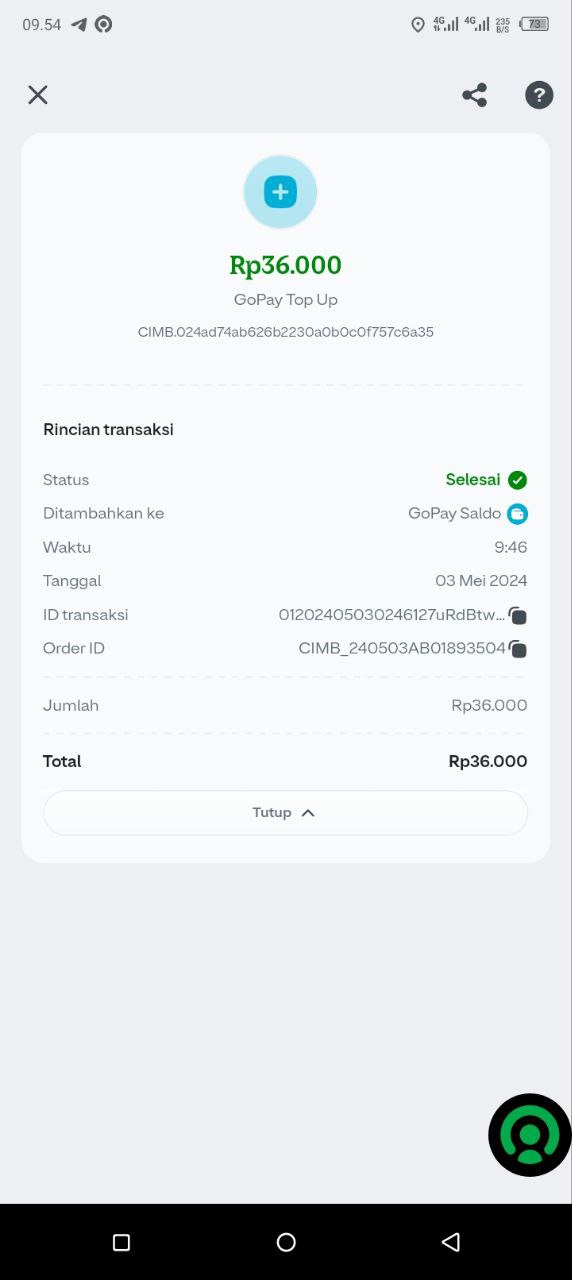 09.54 4G 4G 235 B/S 73
Rp36.000
GoPay Top Up
CIMB.024ad74ab626b2230a0b0c0f757c6a35
Rincian transaksi
Status Selesai
Ditambahkan ke GoPay Saldo
Waktu 9:46
Tanggal 03 Mei 2024
ID transaksi 01202405030246127uRdBtw...
Order ID CIMB_240503AB01893504
Jumlah Rp36.000
Total Rp36.000
Tutup